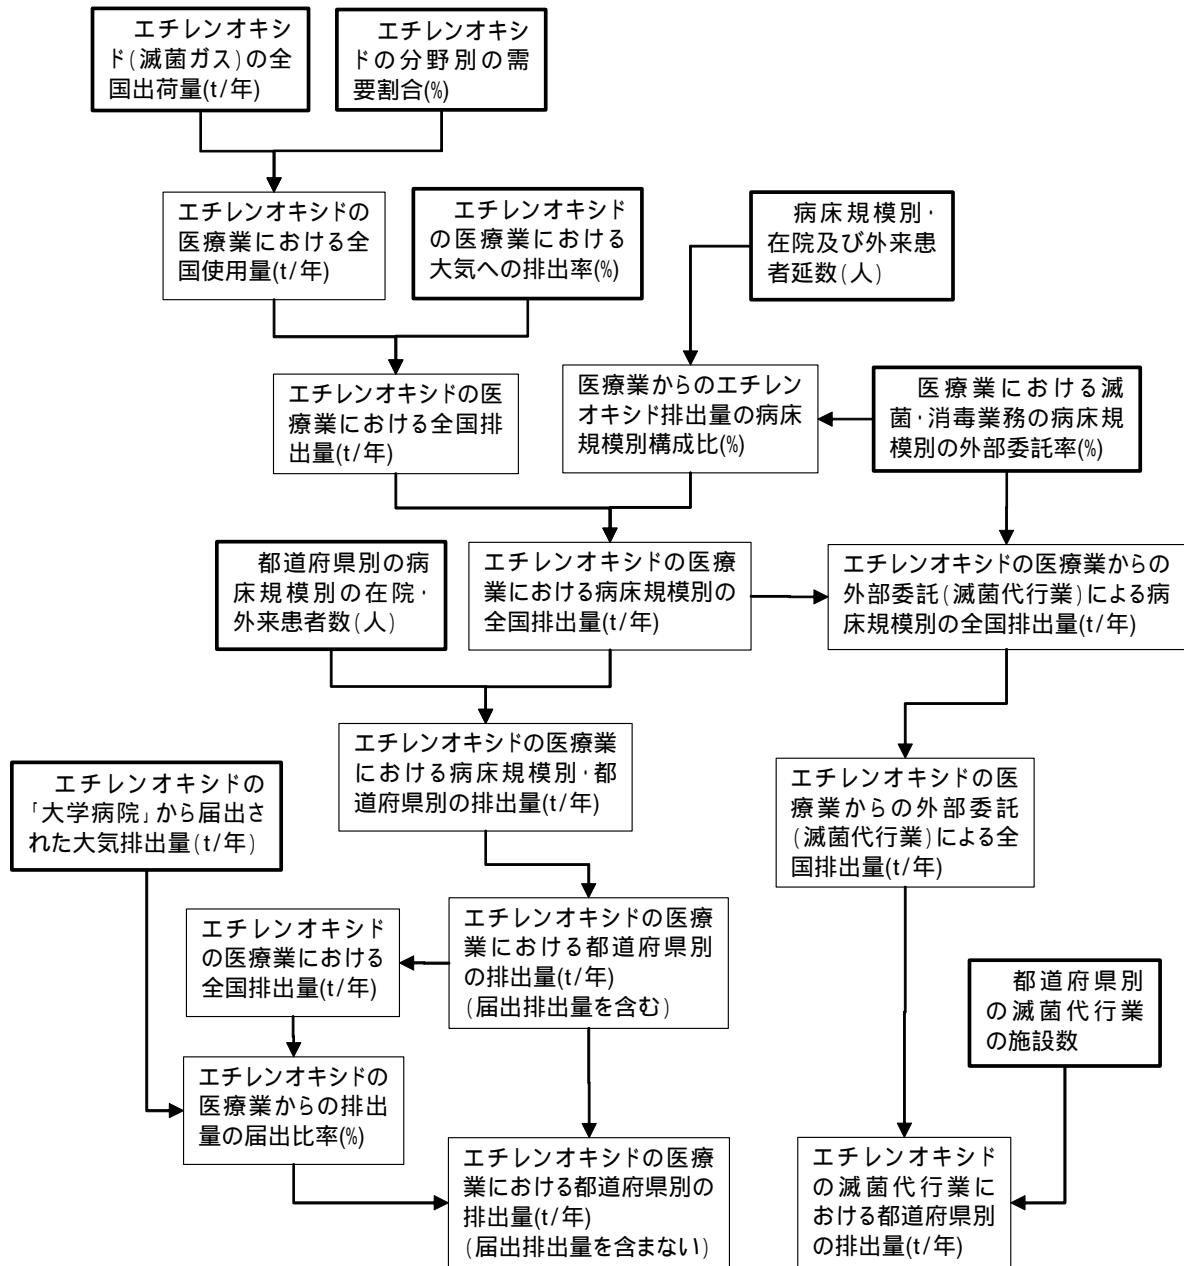 エチレンオキシ
ド(滅菌ガス)の全
国出荷量(t/年)
エチレンオキシ
ドの分野別の需
要割合(%)
エチレンオキシドの
医療業における全
国使用量(t/年)
エチレンオキシド
の医療業における
大気への排出率(%)
病床規模別・
在院及び外来患
者延数(人)
エチレンオキシドの医
療業における全国排
出量(t/年)
医療業からのエチレン
オキシド排出量の病床
規模別構成比(%)
医療業における滅
菌・消毒業務の病床規
模別の外部委託率(%)
都道府県別の病
床規模別の在院・
外来患者数(人)
エチレンオキシドの医療
業における病床規模別の
全国排出量(t/年)
エチレンオキシドの医療業からの
外部委託(滅菌代行業)による病
床規模別の全国排出量(t/年)
エチレンオキシドの医療業
における病床規模別・都
道府県別の排出量(t/年)
エチレンオキシドの
「大学病院」から届出さ
れた大気排出量(t/年)
エチレンオキシドの医
療業からの外部委託
(滅菌代行業)による全
国排出量(t/年)
エチレンオキシド
の医療業における
全国排出量(t/年)
エチレンオキシドの医療
業における都道府県別
の排出量(t/年)
(届出排出量を含む)
都道府県別
の滅菌代行業
の施設数
エチレンオキシドの
医療業からの排出
量の届出比率(%)
エチレンオキシドの医療
業における都道府県別の
排出量(t/年)
(届出排出量を含まない)
エチレンオキシド
の滅菌代行業に
おける都道府県別
の排出量(t/年)